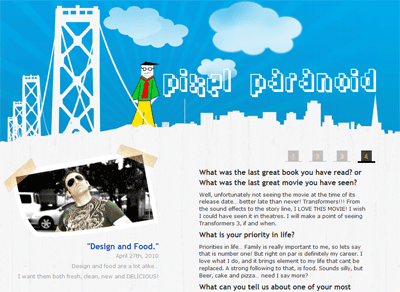 pixel paranoid
1 2 3 4
What was the last great book you have read? or
What was the last great movie you have seen?
Well, unfortunately not seeing the movie at the time of its
release date.. better late than never! Transformers!!! From
the sound effects to the story line, I LOVE THIS MOVIE! I wish
I could have seen it in theatres. I will make a point of seeing
Transformers 3, if and when.
What is your priority in life?
Priorities in life.. Family is really important to me, so lets say
that is number one! But right on par is definitely my career. I
love what I do, and it brings element to my life that cant be
replaced. A strong following to that, is food. Sounds silly, but
Beer, cake and pizza... need I say more?
What can you tell us about one of your most
"Design and Food."
April 27th, 2010
Design and food are a lot alike..
I want them both fresh, clean, new and DELICIOUS!